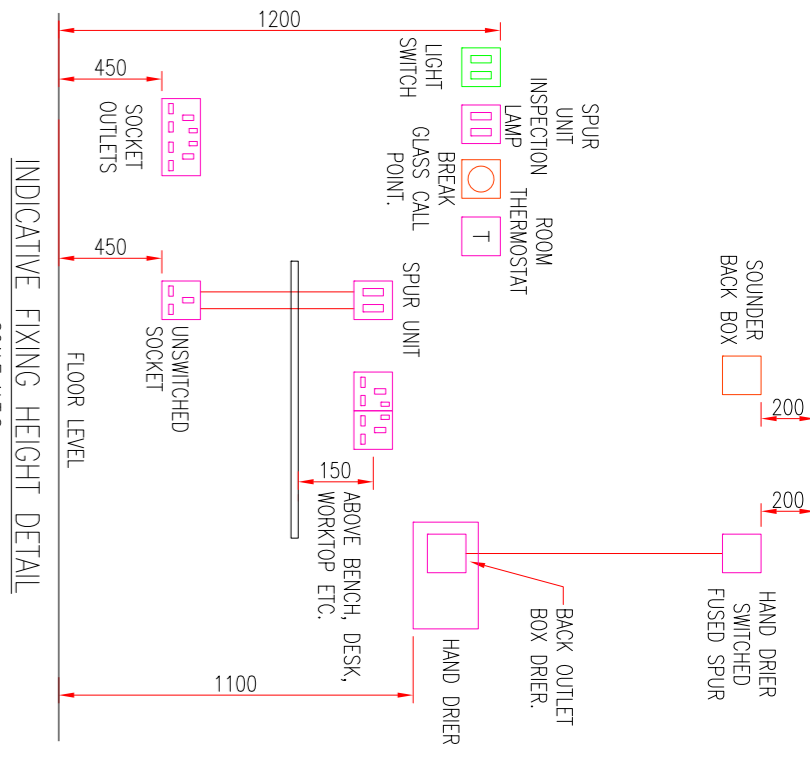 1200
LIGHT
SWITCH
SPUR
UNIT
INSPECTION
LAMP
BREAK
GLASS CALL
POINT.
ROOM
THERMOSTAT
T
SOUNDER
BACK BOX
200
200
HAND DRIER
SWITCHED
FUSED SPUR
450
SOCKET
OUTLETS
450
UNSWITCHED
SOCKET
SPUR UNIT
150
ABOVE BENCH, DESK,
WORKTOP ETC.
BACK OUTLET
BOX DRIER.
HAND DRIER
1100
FLOOR LEVEL
INDICATIVE FIXING HEIGHT DETAIL